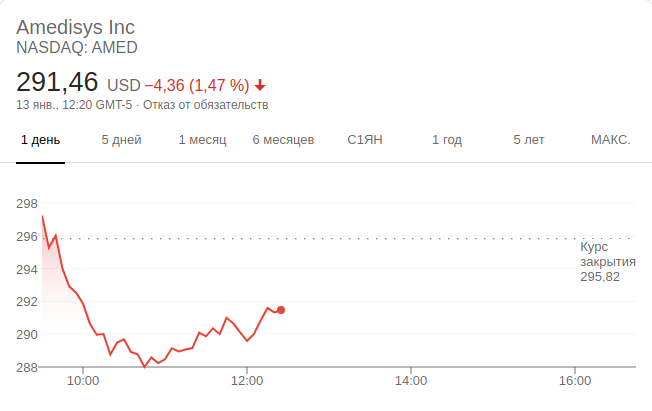 Amedisys Inc
NASDAQ: AMED
291,46 USD −4,36 (1,47 %)
13 янв., 12:20 GMT-5 · Отказ от обязательств
1 день 5 дней 1 месяц 6 месяцев С1ЯН 1 год 5 лет МАКС.
298
296
294
292
290
288
Курс
закрытия
295,82
10:00 12:00 14:00 16:00